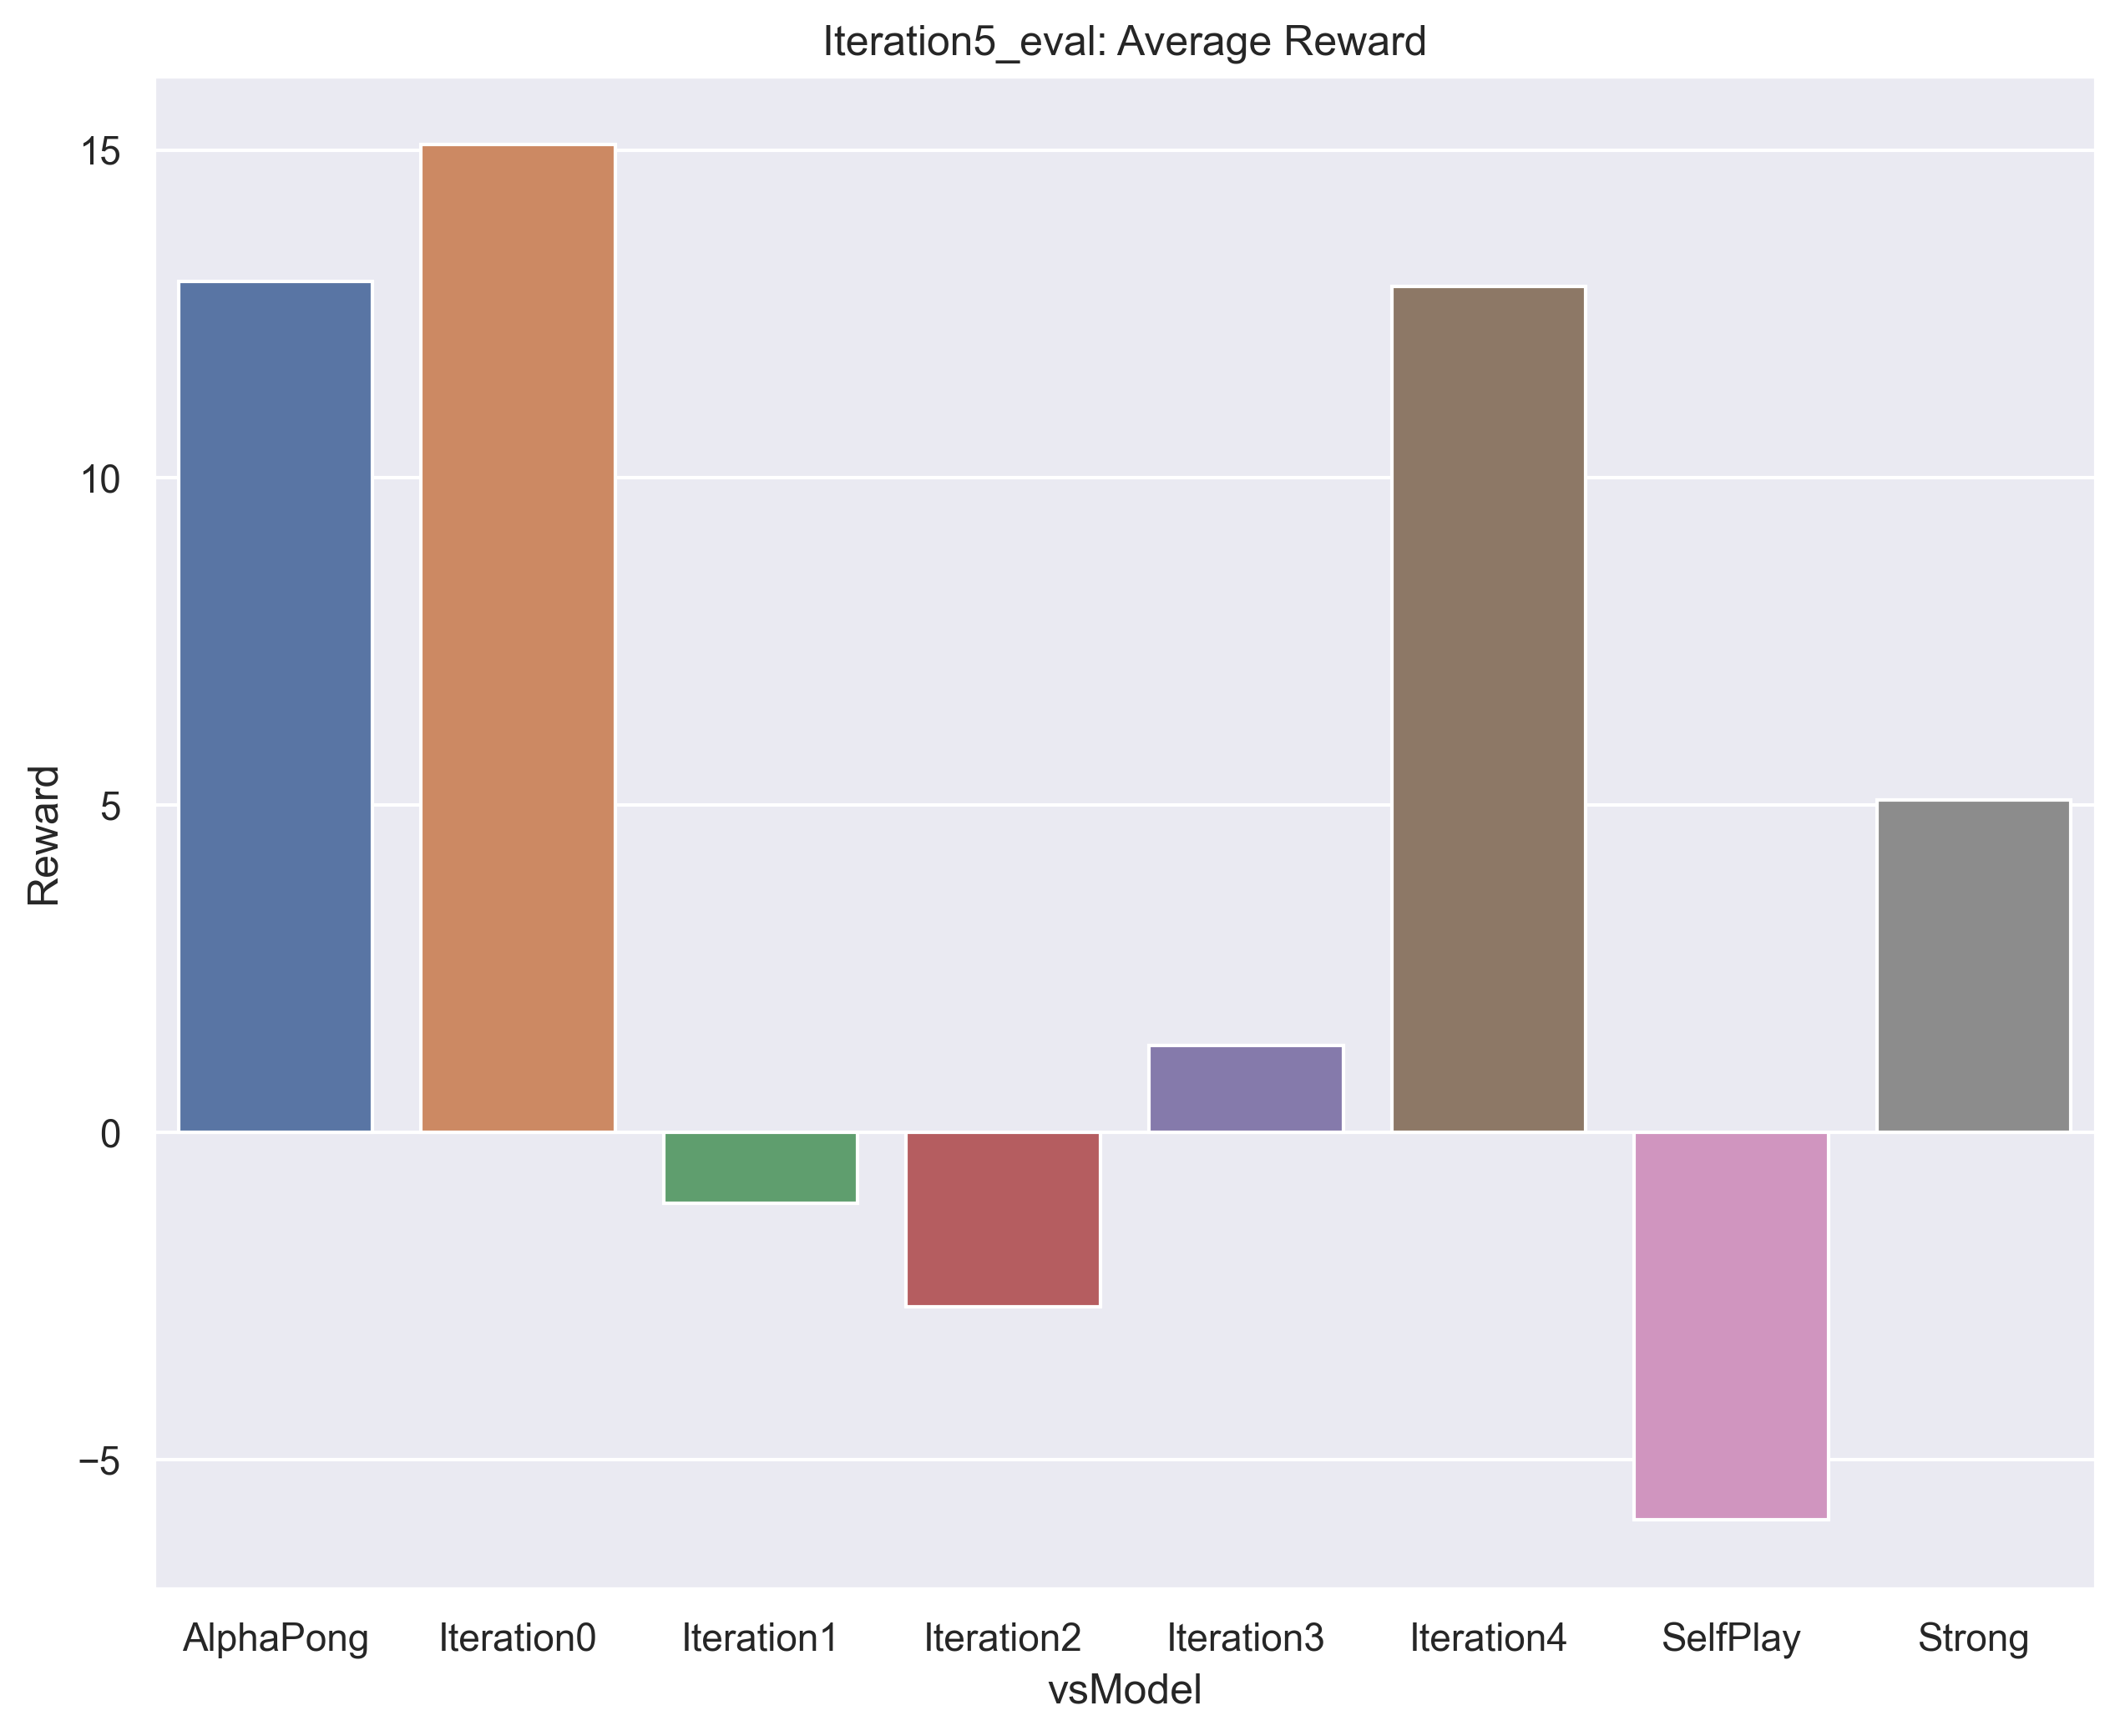 Iteration5_eval: Average Reward
15
10
5
0
−5
Reward
AlphaPong Iteration0 Iteration1 Iteration2 Iteration3 Iteration4 SelfPlay Strong
vsModel